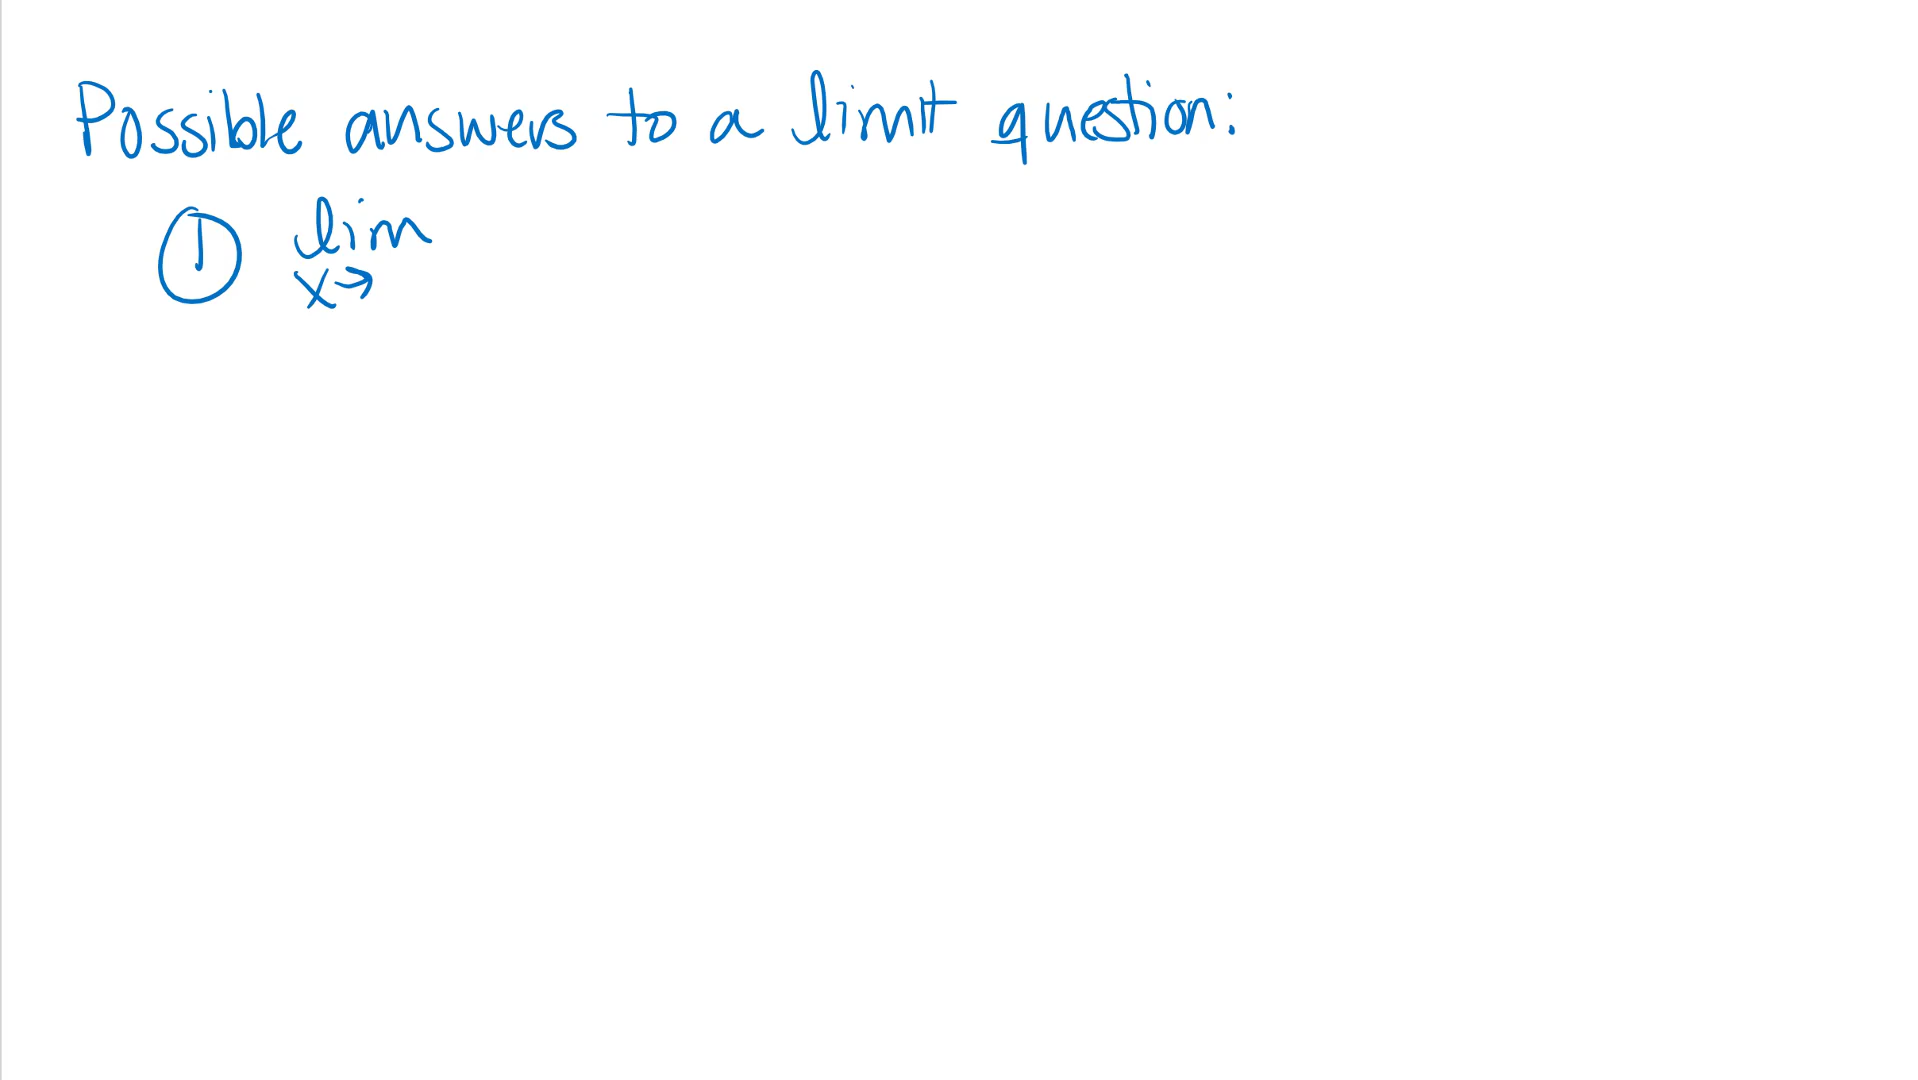 Possible answers to a limit question:
① lim
x→